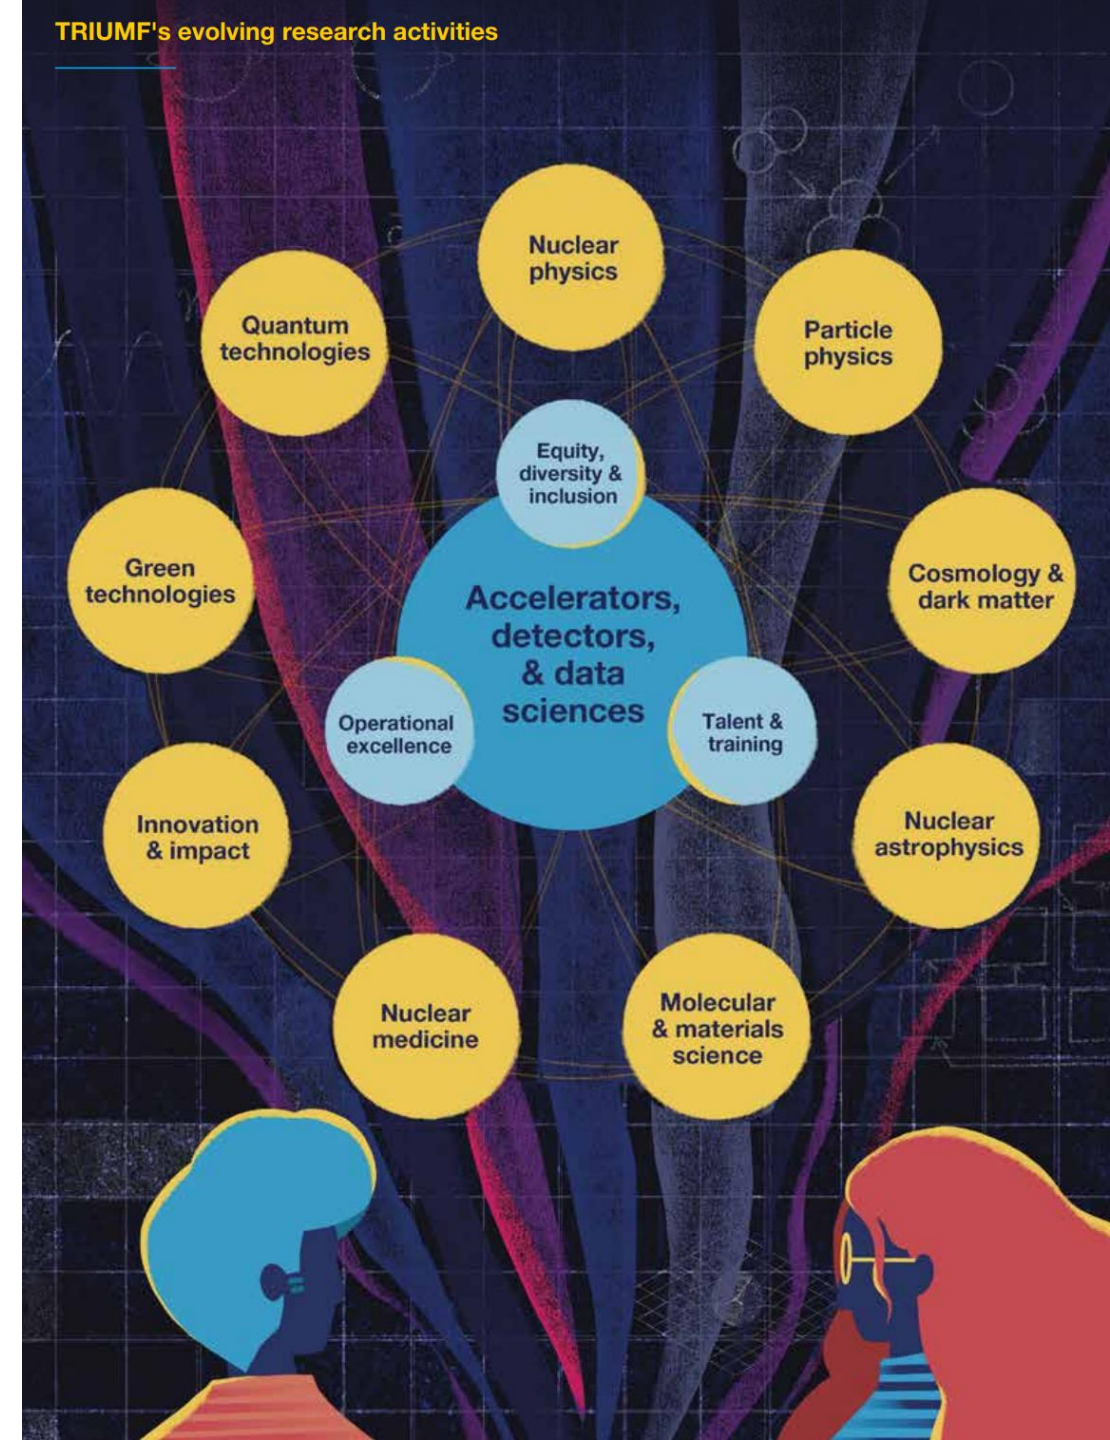 TRIUMF's evolving research activities
Nuclear
physics
Quantum
technologies
Particle
physics
Equity,
diversity &
inclusion
Green
technologies
Cosmology &
dark matter
Accelerators,
detectors,
& data
sciences
Operational
excellence
Talent &
training
Innovation
& impact
Nuclear
astrophysics
Nuclear
medicine
Molecular
& materials
science